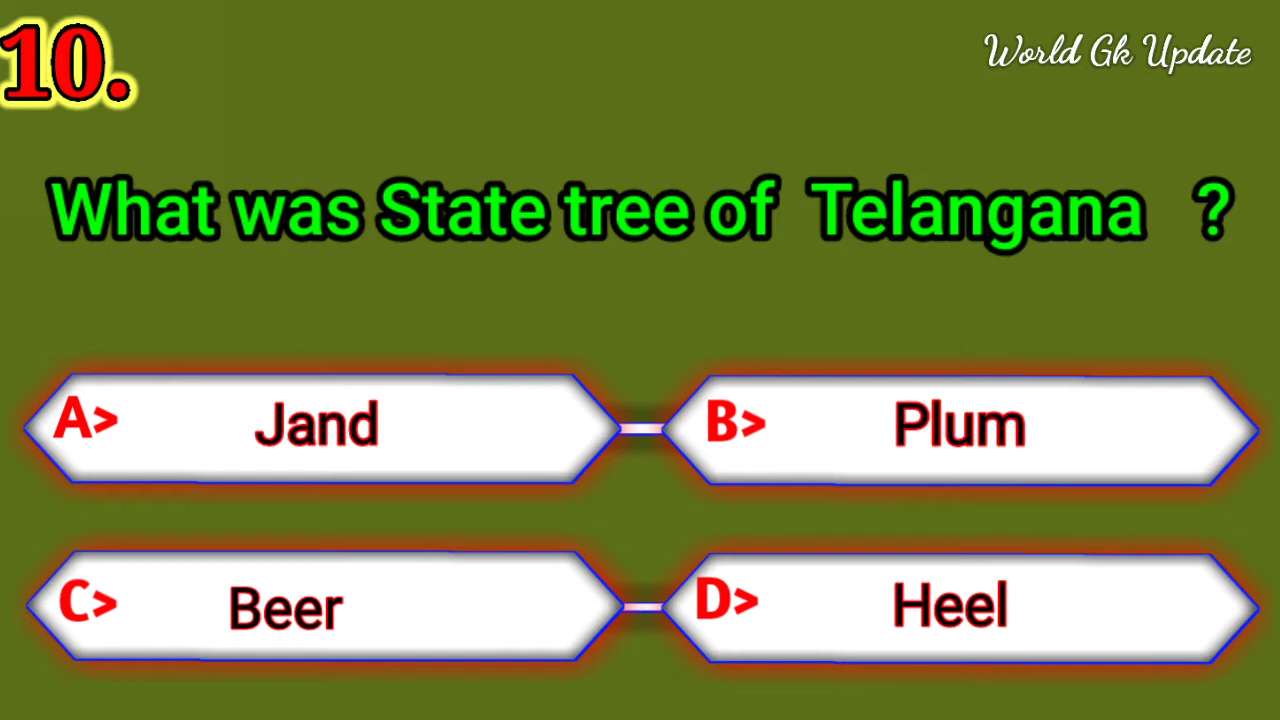 10.
World Gk Update
What was State tree of Telangana ?
A> Jand
B> Plum
C> Beer
D> Heel